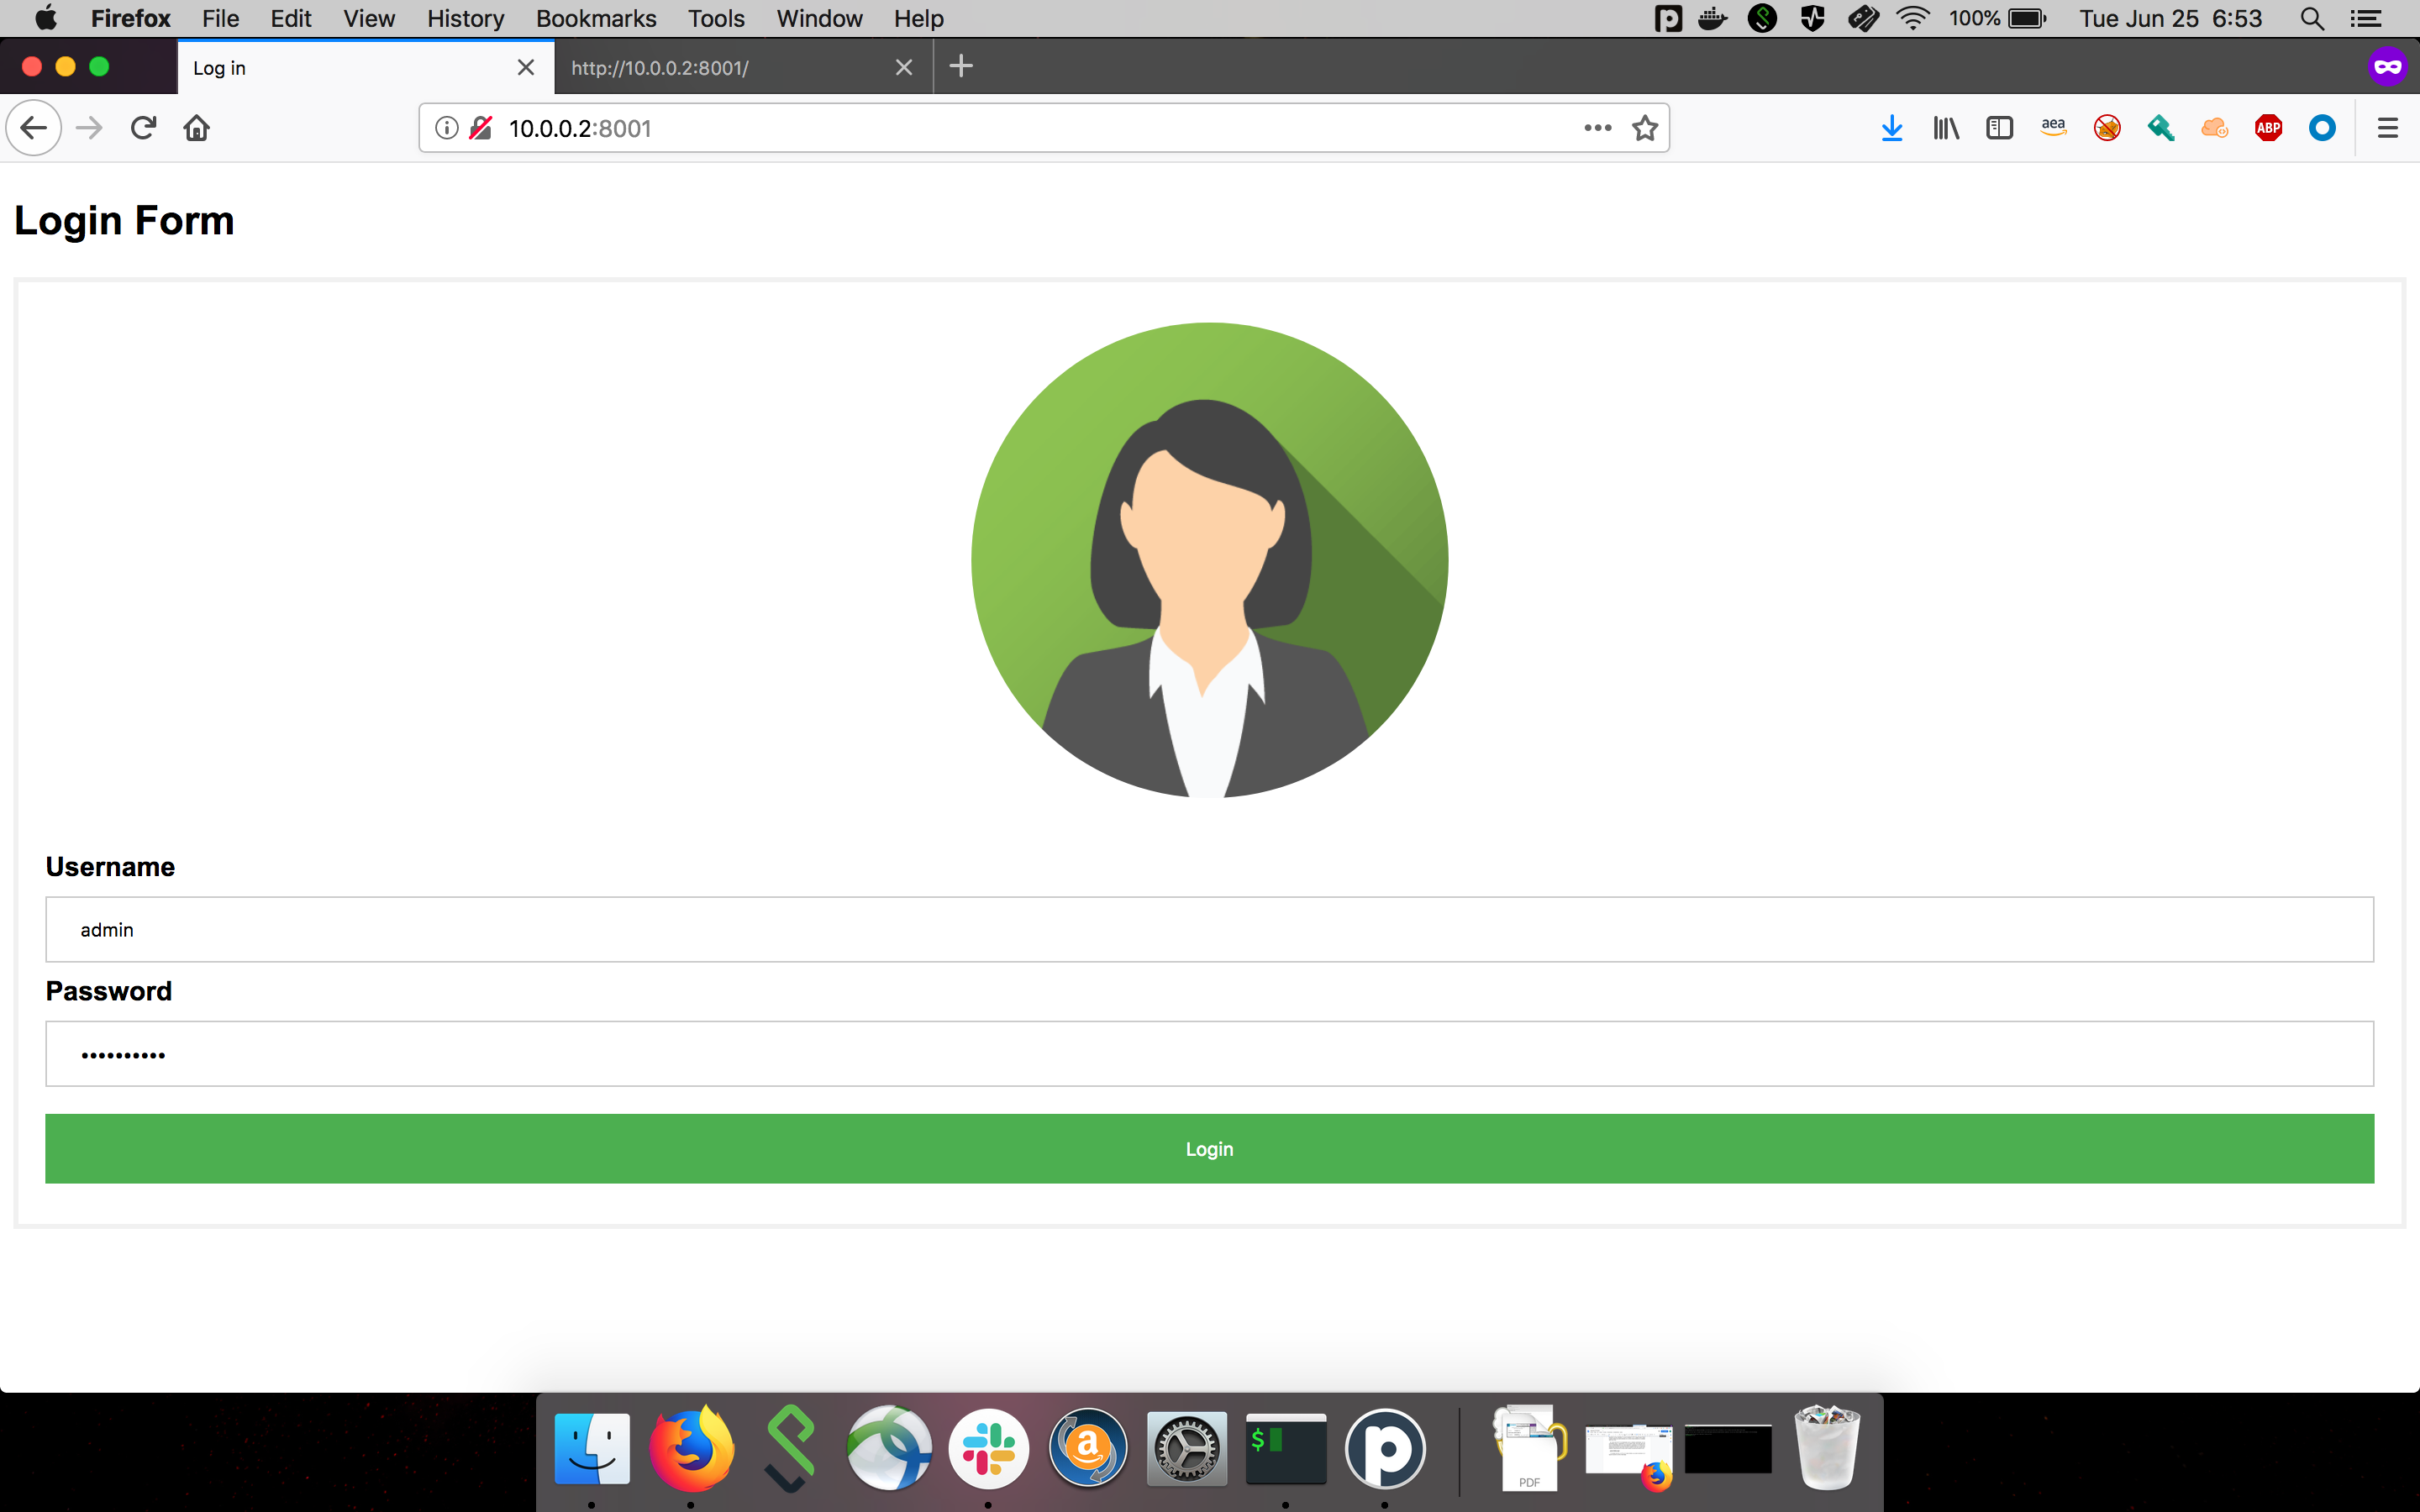 Firefox File Edit View History Bookmarks Tools Window Help 100% Tue Jun 25 6:53
Log in http://10.0.0.2:8001/
10.0.0.2:8001 aea ABP
Login Form
Username
admin
Password
••••••••••
Login
$
PDF